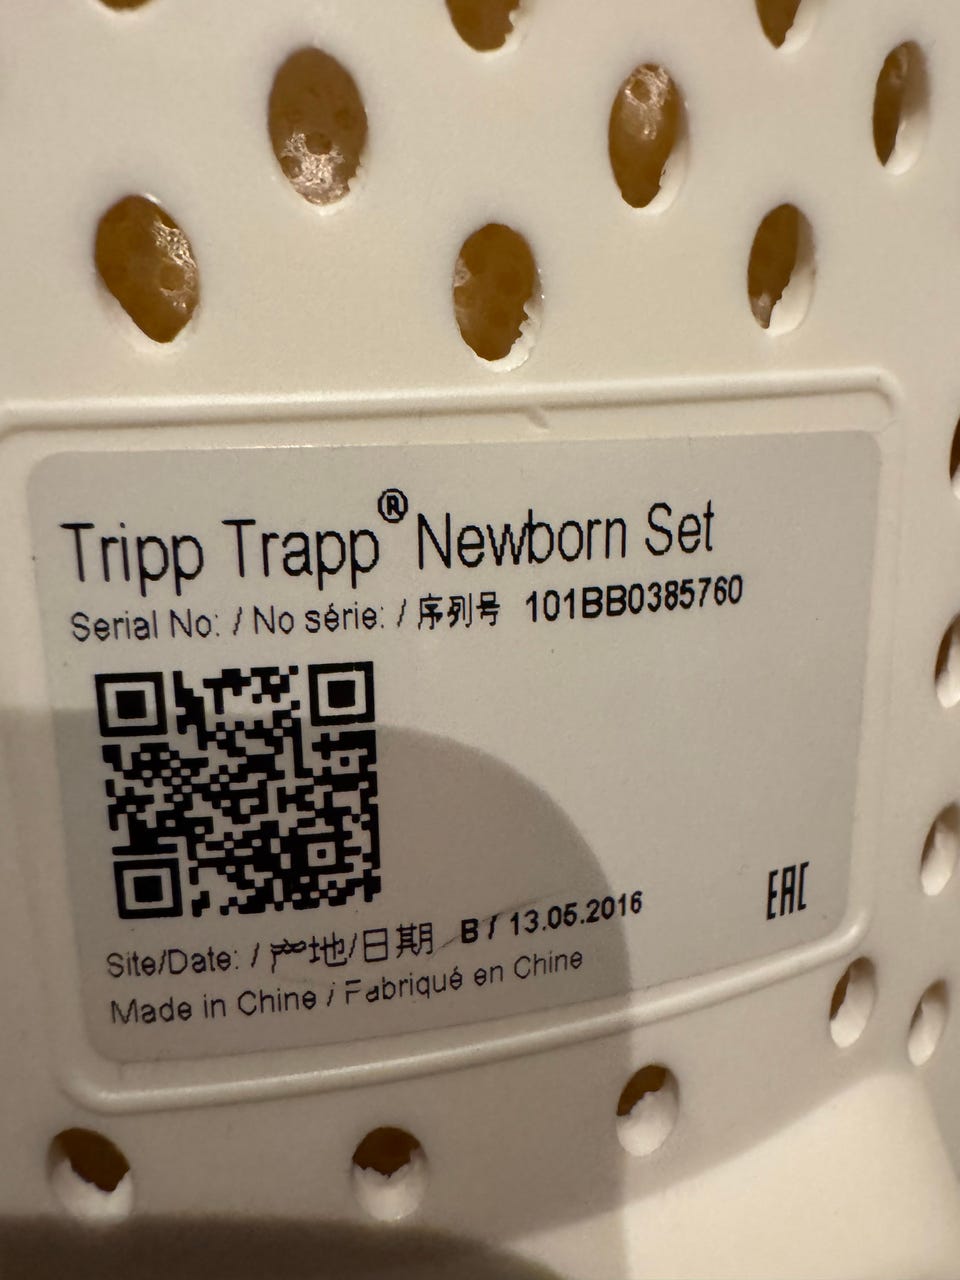 Tripp Trapp® Newborn Set
Serial No: / No série: / 序列号 101BB0385760
Site/Date: / 产地/日期 B / 13.05.2016
Made in Chine / Fabriqué en Chine
EAC